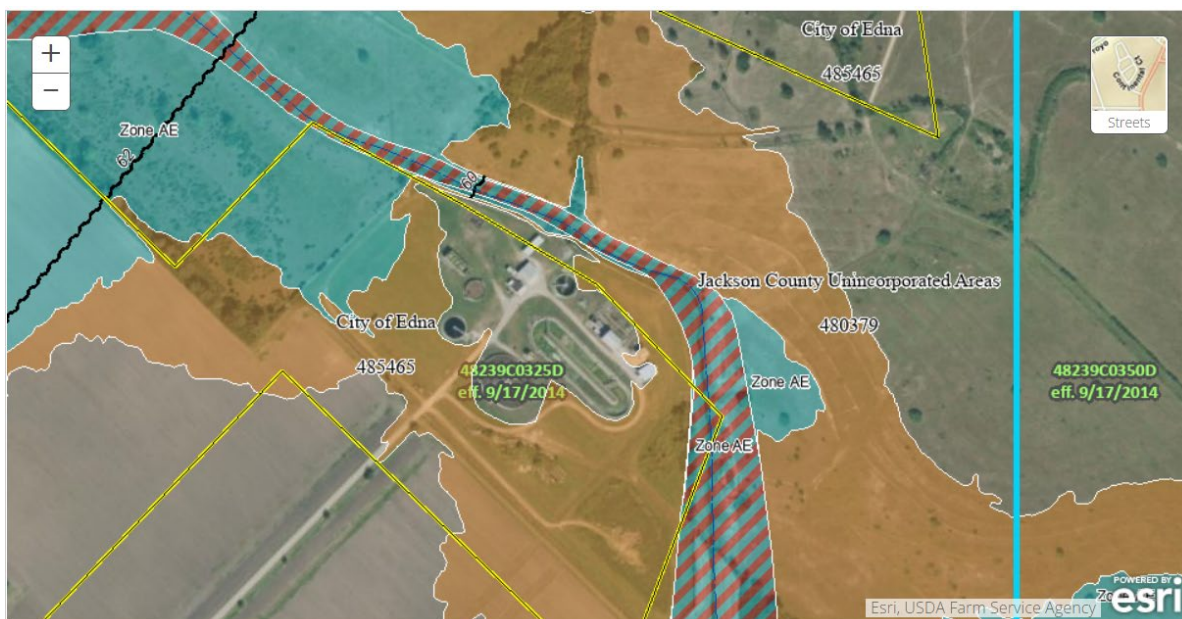 +
−
City of Edna
485465
Streets
Zone AE
62
60
Jackson County Unincorporated Areas
480379
City of Edna
485465
48239C0325D
eff. 9/17/2014
48239C0350D
eff. 9/17/2014
Zone AE
Zone AE
POWERED BY
esri
Esri, USDA Farm Service Agency